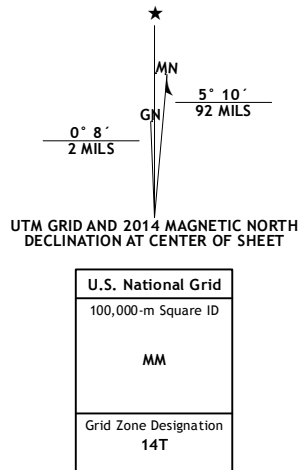 MN
GN
5° 10´
92 MILS
0° 8´
2 MILS
UTM GRID AND 2014 MAGNETIC NORTH
DECLINATION AT CENTER OF SHEET
U.S. National Grid
100,000-m Square ID
MM
Grid Zone Designation
14T